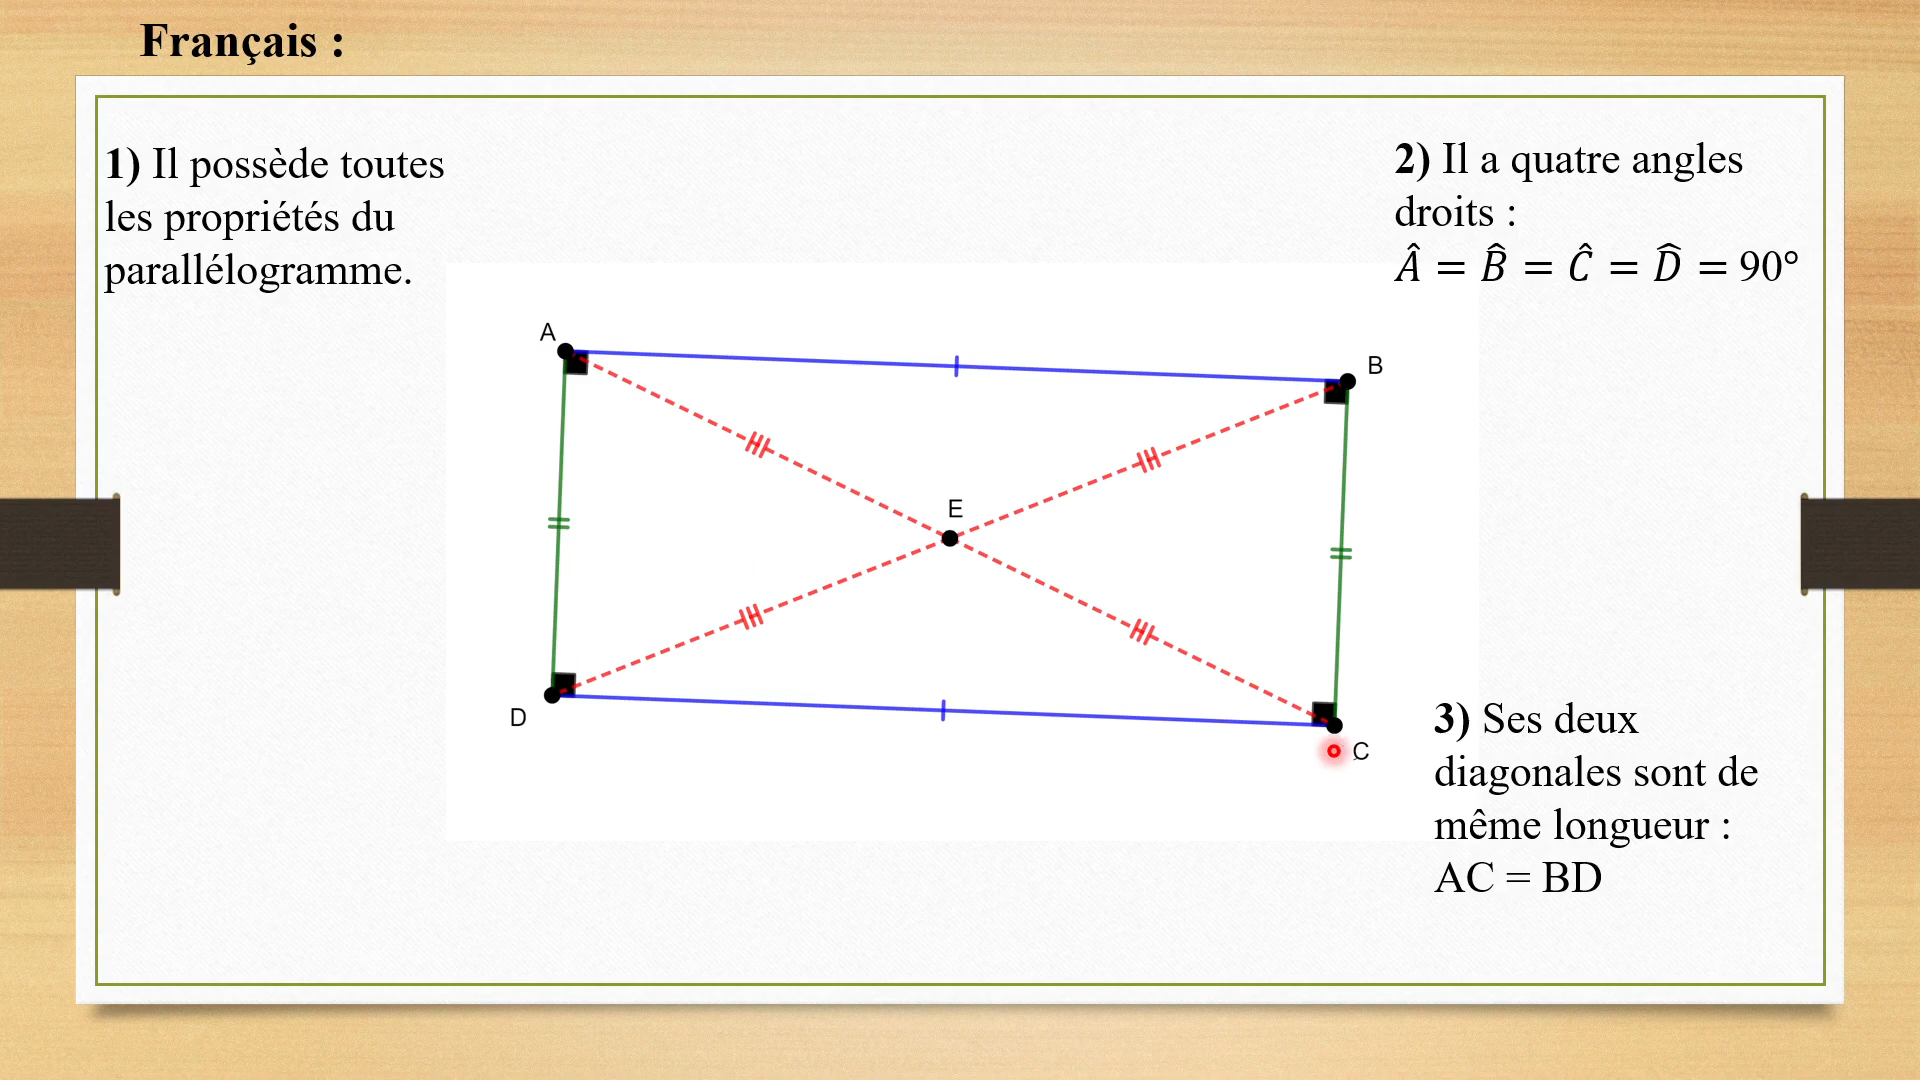 Français :
1) Il possède toutes
les propriétés du
parallélogramme.
2) Il a quatre angles
droits :
Â = B̂ = Ĉ = D̂ = 90°
A
B
E
D
C
3) Ses deux
diagonales sont de
même longueur :
AC = BD